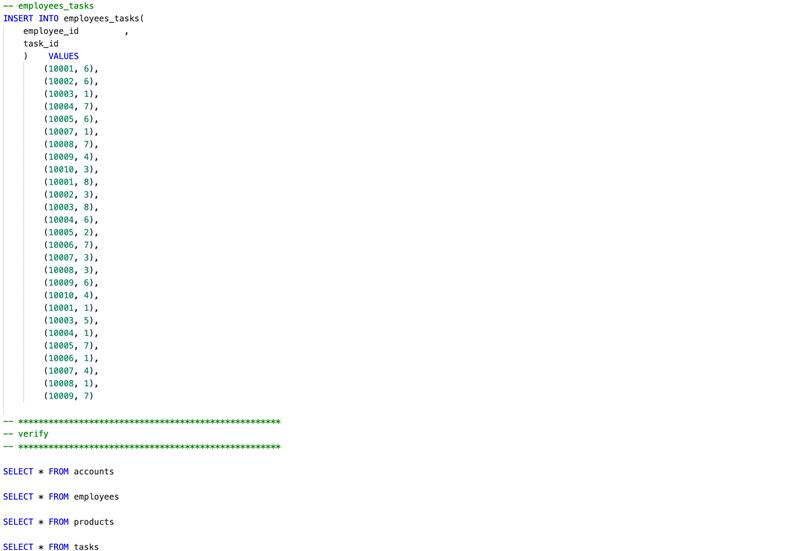 -- employees_tasks
INSERT INTO employees_tasks(
employee_id ,
task_id
) VALUES
(10001, 6),
(10002, 6),
(10003, 1),
(10004, 7),
(10005, 6),
(10007, 1),
(10008, 7),
(10009, 4),
(10010, 3),
(10001, 8),
(10002, 3),
(10003, 8),
(10004, 6),
(10005, 2),
(10006, 7),
(10007, 3),
(10008, 3),
(10009, 6),
(10010, 4),
(10001, 1),
(10003, 5),
(10004, 1),
(10005, 7),
(10006, 1),
(10007, 4),
(10008, 1),
(10009, 7)
-- ****************************************************
-- verify
-- ****************************************************
SELECT * FROM accounts
SELECT * FROM employees
SELECT * FROM products
SELECT * FROM tasks